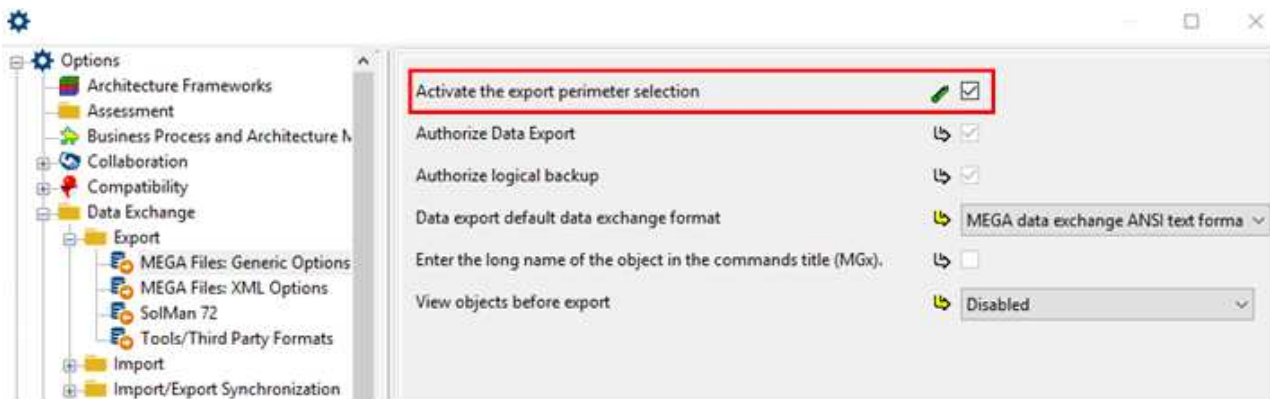 Options
Architecture Frameworks
Assessment
Business Process and Architecture M
Collaboration
Compatibility
Data Exchange
Export
MEGA Files: Generic Options
MEGA Files: XML Options
SolMan 72
Tools/Third Party Formats
Import
Import/Export Synchronization
Activate the export perimeter selection
Authorize Data Export
Authorize logical backup
Data export default data exchange format MEGA data exchange ANSI text forma
Enter the long name of the object in the commands title (MGx).
View objects before export Disabled